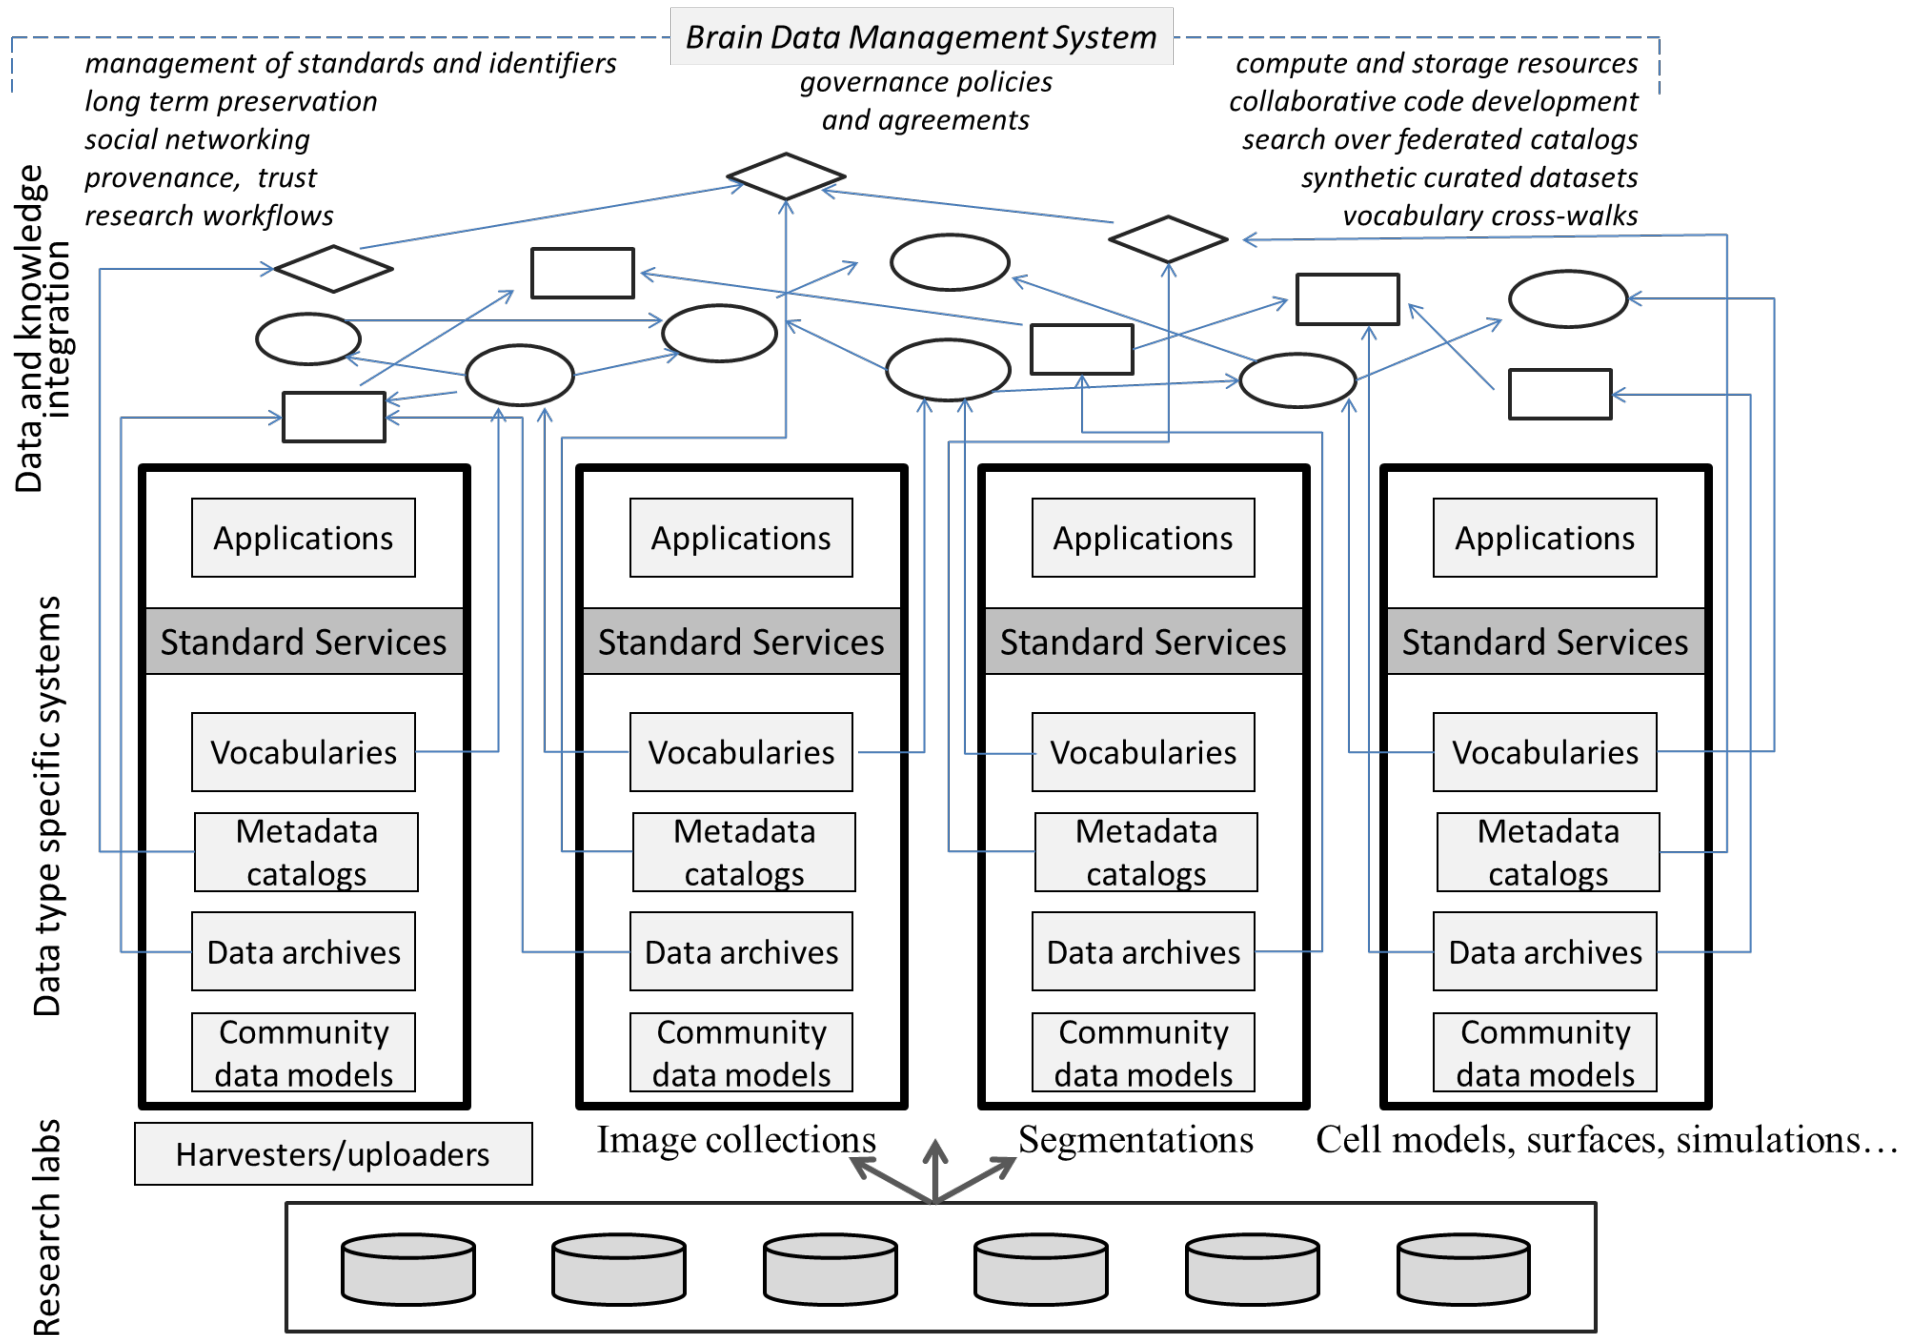 Brain Data Management System
management of standards and identifiers
long term preservation
social networking
provenance, trust
research workflows
governance policies
and agreements
compute and storage resources
collaborative code development
search over federated catalogs
synthetic curated datasets
vocabulary cross-walks
Data and knowledge
integration
Data type specific systems
Research labs
Applications
Standard Services
Vocabularies
Metadata
catalogs
Data archives
Community
data models
Applications
Standard Services
Vocabularies
Metadata
catalogs
Data archives
Community
data models
Applications
Standard Services
Vocabularies
Metadata
catalogs
Data archives
Community
data models
Applications
Standard Services
Vocabularies
Metadata
catalogs
Data archives
Community
data models
Harvesters/uploaders
Image collections
Segmentations
Cell models, surfaces, simulations…